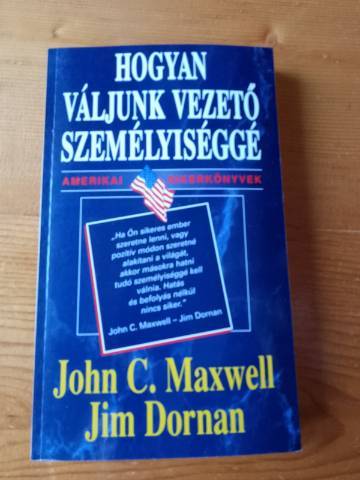 HOGYAN
VÁLJUNK VEZETŐ
SZEMÉLYISÉGGÉ
AMERIKAI SIKERKÖNYVEK
„Ha Ön sikeres ember
szeretne lenni, vagy
pozitív módon szeretné
alakítani a világát,
akkor másokra hatni
tudó személyiséggé kell
válnia. Hatás
és befolyás nélkül
nincs siker.”
John C. Maxwell – Jim Dornan
John C. Maxwell
Jim Dornan